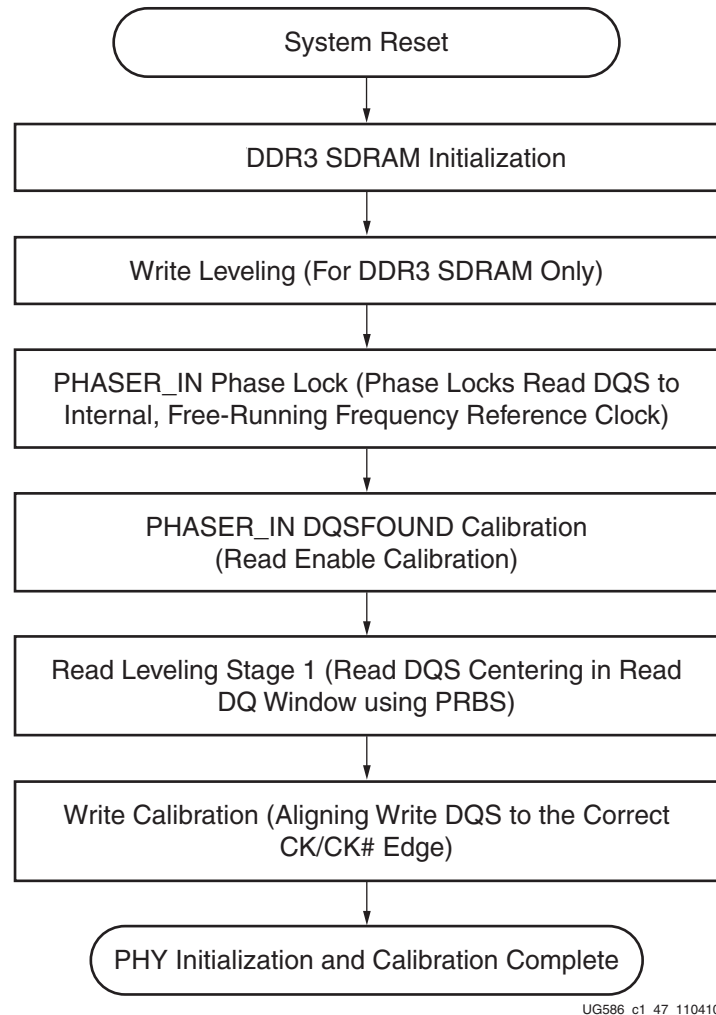 System Reset
DDR3 SDRAM Initialization
Write Leveling (For DDR3 SDRAM Only)
PHASER_IN Phase Lock (Phase Locks Read DQS to
Internal, Free-Running Frequency Reference Clock)
PHASER_IN DQSFOUND Calibration
(Read Enable Calibration)
Read Leveling Stage 1 (Read DQS Centering in Read
DQ Window using PRBS)
Write Calibration (Aligning Write DQS to the Correct
CK/CK# Edge)
PHY Initialization and Calibration Complete
UG586_c1_47_110410